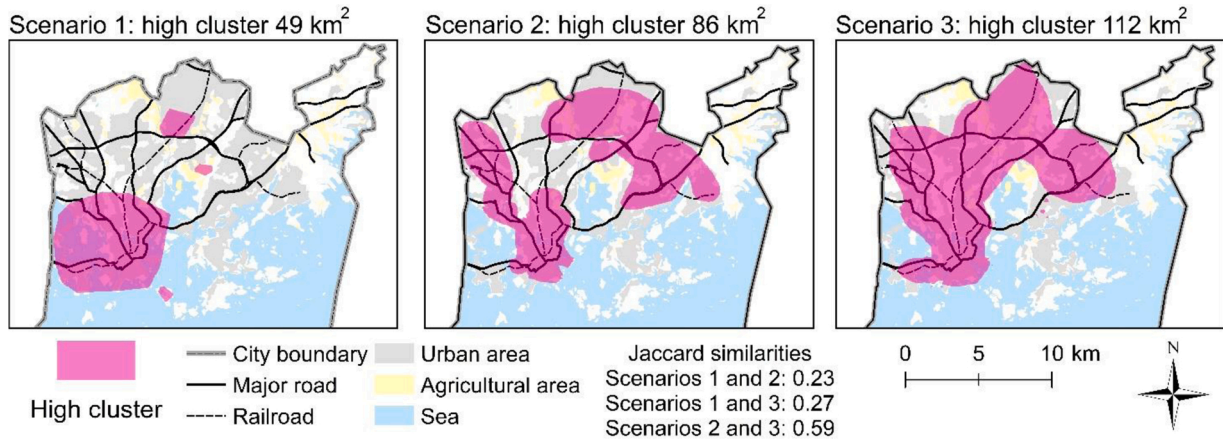 Scenario 1: high cluster 49 km²
Scenario 2: high cluster 86 km²
Scenario 3: high cluster 112 km²
High cluster
City boundary
Major road
Railroad
Urban area
Agricultural area
Sea
Jaccard similarities
Scenarios 1 and 2: 0.23
Scenarios 1 and 3: 0.27
Scenarios 2 and 3: 0.59
0 5 10 km
N